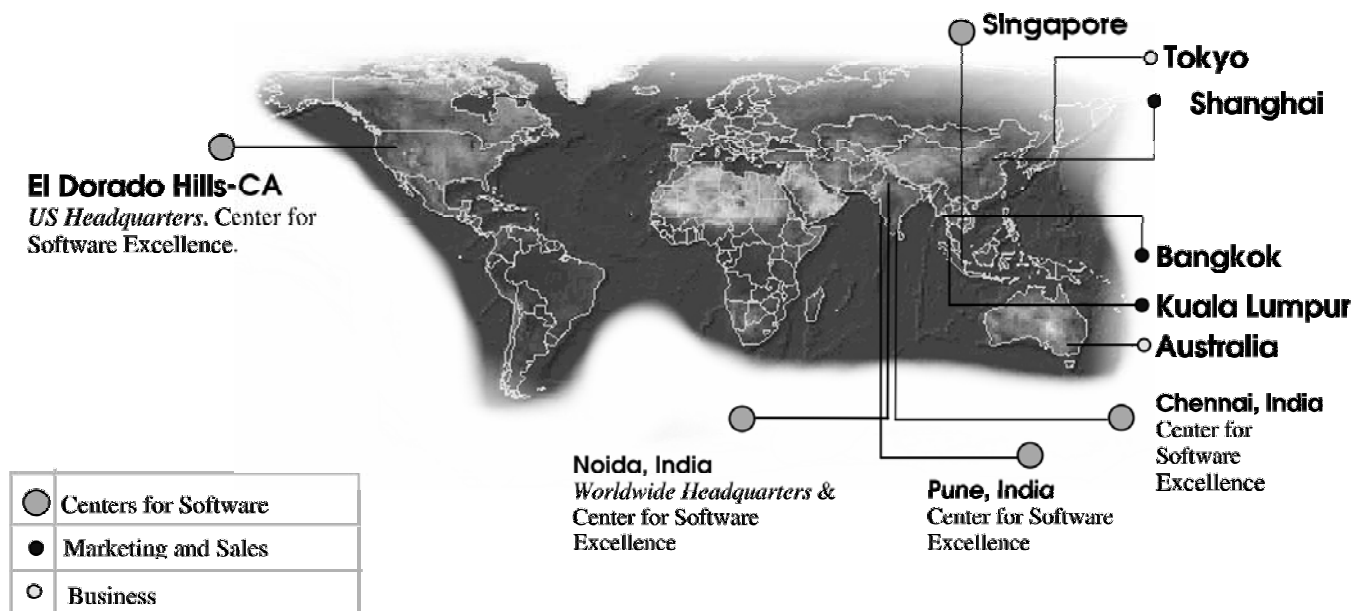 Singapore
Tokyo
Shanghai
El Dorado Hills-CA
US Headquarters. Center for
Software Excellence.
Bangkok
Kuala Lumpur
Australia
Chennai, India
Center for
Software
Excellence
Noida, India
Worldwide Headquarters &
Center for Software
Excellence
Pune, India
Center for Software
Excellence
Centers for Software
Marketing and Sales
Business